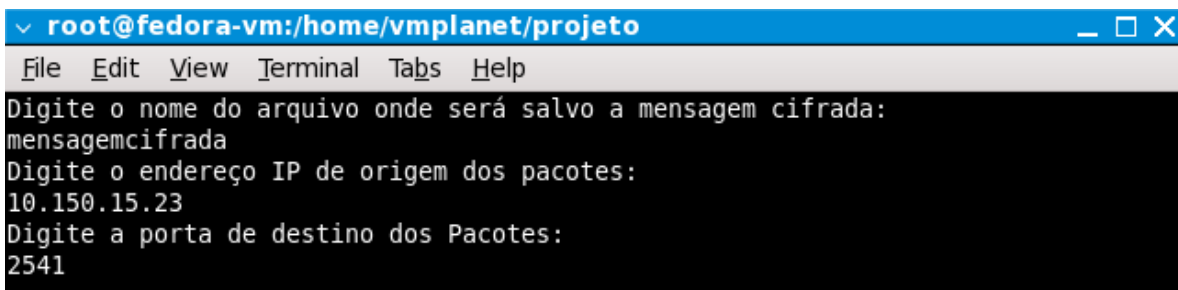 root@fedora-vm:/home/vmplanet/projeto
File Edit View Terminal Tabs Help
Digite o nome do arquivo onde será salvo a mensagem cifrada:
mensagemcifrada
Digite o endereço IP de origem dos pacotes:
10.150.15.23
Digite a porta de destino dos Pacotes:
2541